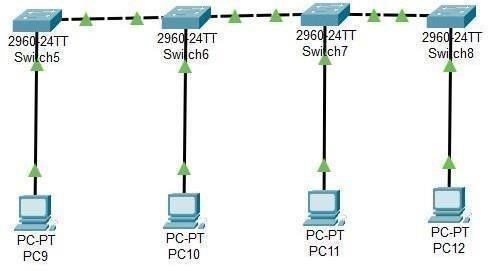 2960-24TT
Switch5
2960-24TT
Switch6
2960-24TT
Switch7
2960-24TT
Switch8
PC-PT
PC9
PC-PT
PC10
PC-PT
PC11
PC-PT
PC12